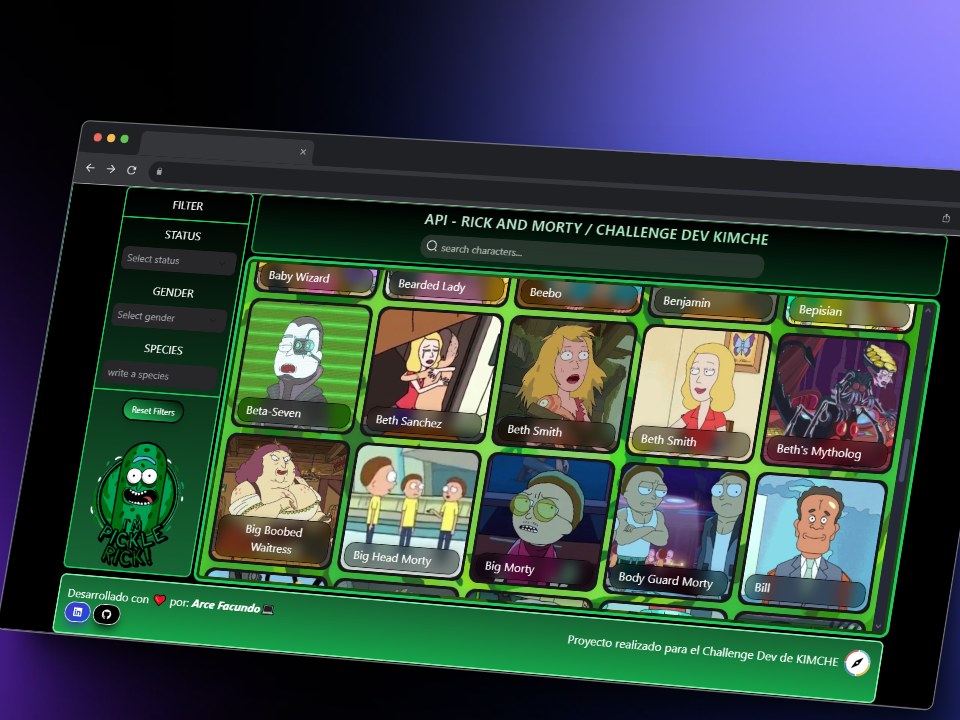 FILTER
STATUS
Select status
GENDER
Select gender
SPECIES
write a species
Reset Filters
I'M
PICKLE
RICK!
API - RICK AND MORTY / CHALLENGE DEV KIMCHE
search characters...
Baby Wizard
Bearded Lady
Beebo
Benjamin
Bepisian
Beta-Seven
Beth Sanchez
Beth Smith
Beth Smith
Beth's Mytholog
Big Boobed
Waitress
Big Head Morty
Big Morty
Body Guard Morty
Bill
Desarrollado con ❤️ por: Arce Facundo
in
Proyecto realizado para el Challenge Dev de KIMCHE